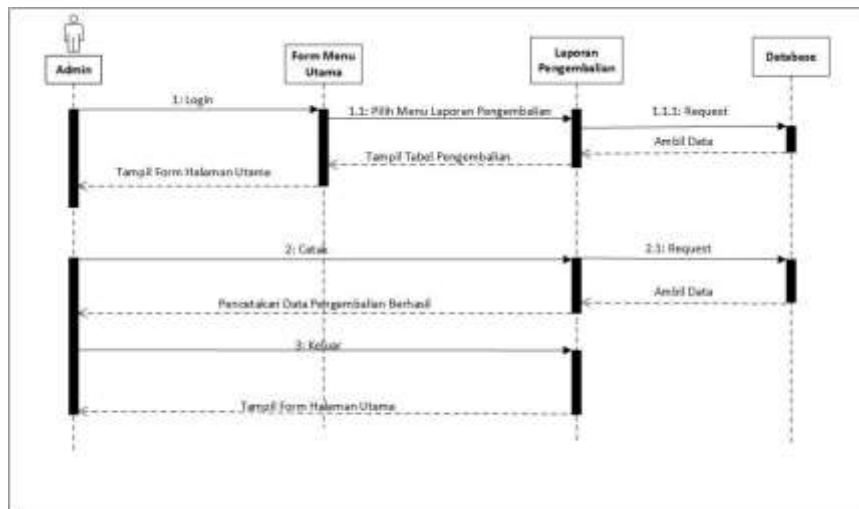 Admin
Form Menu
Utama
Laporan
Pengembalian
Database
1: Login
1.1: Pilih Menu Laporan Pengembalian
1.1.1: Request
Ambil Data
Tampil Tabel Pengembalian
Tampil Form Halaman Utama
2: Cetak
2.1: Request
Ambil Data
Pencetakan Data Pengembalian Berhasil
3: Keluar
Tampil Form Halaman Utama